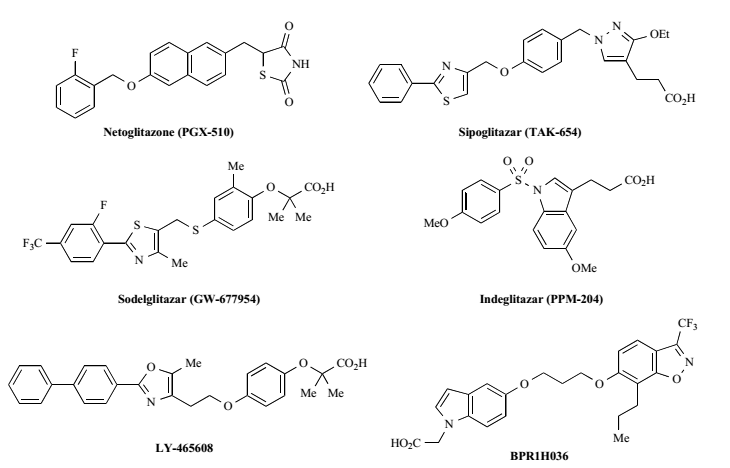 F
O
S
O
NH
O
Netoglitazone (PGX-510)
N
S
O
N
N
OEt
CO₂H
Sipoglitazar (TAK-654)
F
F₃C
S
N
Me
S
Me
O
CO₂H
Me Me
Sodelglitazar (GW-677954)
O O
S
N
MeO
CO₂H
OMe
Indeglitazar (PPM-204)
O
N
Me
O
O
CO₂H
Me Me
LY-465608
HO₂C
N
O
O
CF₃
N
O
Me
BPR1H036